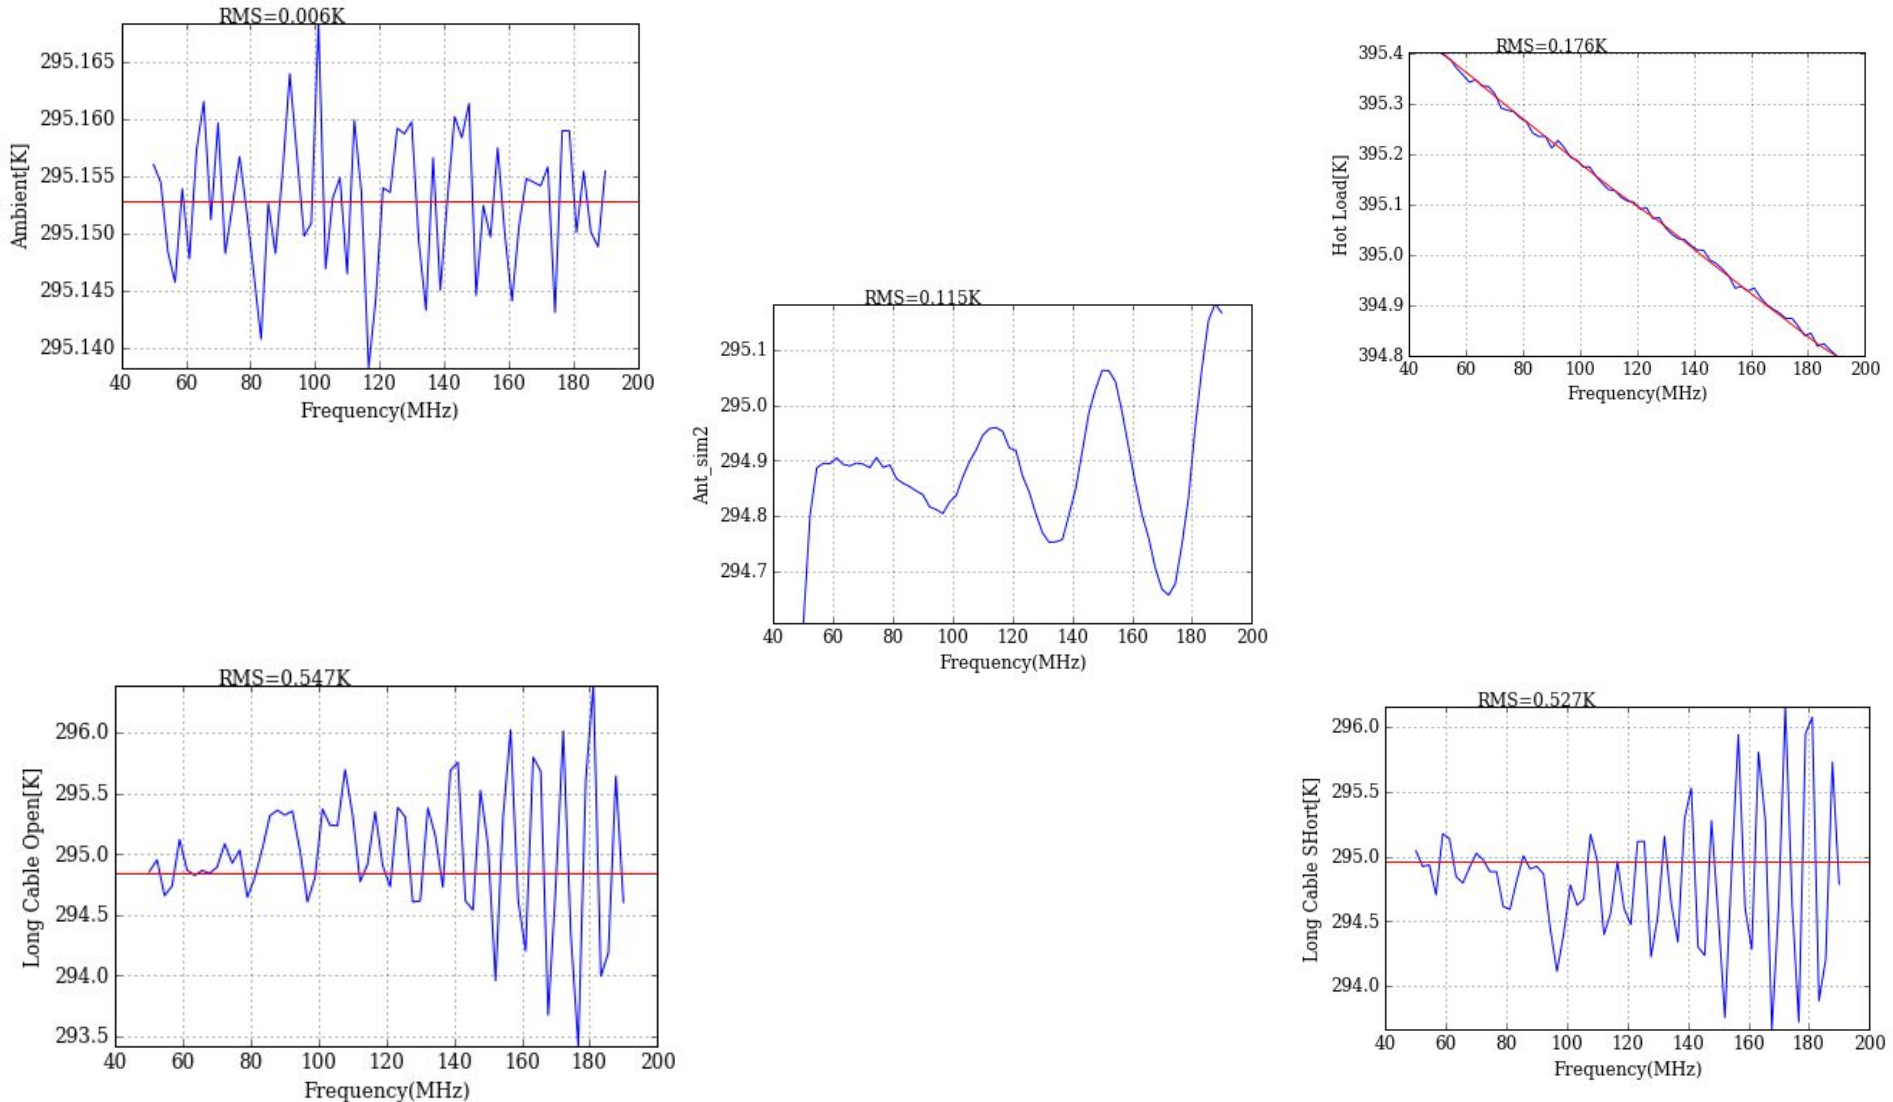 RMS=0.006K
295.165
295.160
295.155
295.150
295.145
295.140
Ambient[K]
40 60 80 100 120 140 160 180 200
Frequency(MHz)
RMS=0.176K
395.4
395.3
395.2
395.1
395.0
394.9
394.8
Hot Load[K]
40 60 80 100 120 140 160 180 200
Frequency(MHz)
RMS=0.115K
295.1
295.0
294.9
294.8
294.7
Ant_sim2
40 60 80 100 120 140 160 180 200
Frequency(MHz)
RMS=0.547K
296.0
295.5
295.0
294.5
294.0
293.5
Long Cable Open[K]
40 60 80 100 120 140 160 180 200
Frequency(MHz)
RMS=0.527K
296.0
295.5
295.0
294.5
294.0
Long Cable SHort[K]
40 60 80 100 120 140 160 180 200
Frequency(MHz)